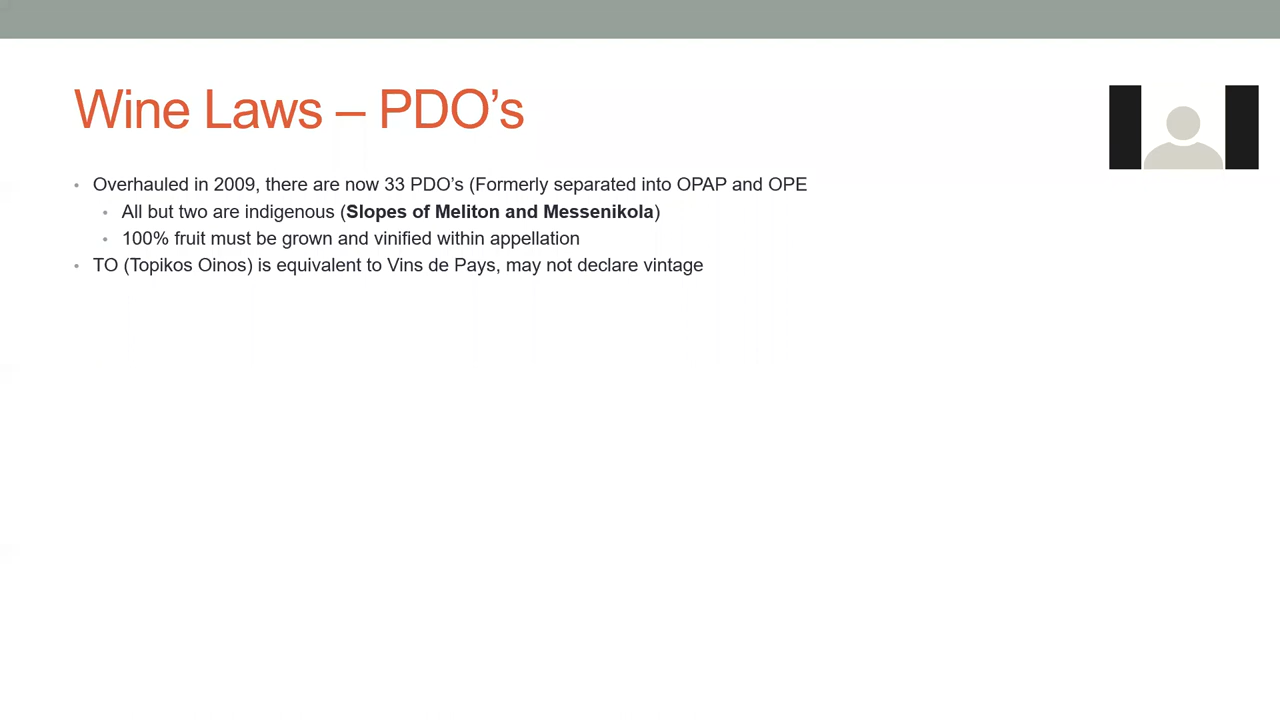 Wine Laws – PDO’s
• Overhauled in 2009, there are now 33 PDO’s (Formerly separated into OPAP and OPE
• All but two are indigenous (Slopes of Meliton and Messenikola)
• 100% fruit must be grown and vinified within appellation
• TO (Topikos Oinos) is equivalent to Vins de Pays, may not declare vintage